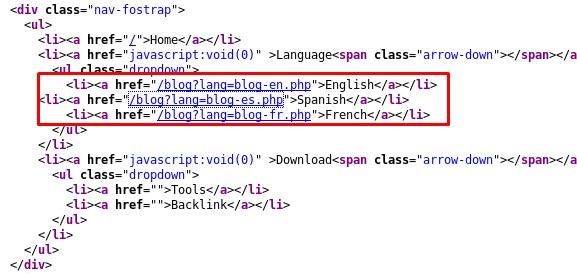 <div class="nav-fostrap">
<ul>
<li><a href="/">Home</a></li>
<li><a href="javascript:void(0)" >Language<span class="arrow-down"></span></a>
<ul class="dropdown">
<li><a href="/blog?lang=blog-en.php">English</a></li>
<li><a href="/blog?lang=blog-es.php">Spanish</a></li>
<li><a href="/blog?lang=blog-fr.php">French</a></li>
</ul>
</li>
<li><a href="javascript:void(0)" >Download<span class="arrow-down"></span></a>
<ul class="dropdown">
<li><a href="">Tools</a></li>
<li><a href="">Backlink</a></li>
</ul>
</li>
</ul>
</div>